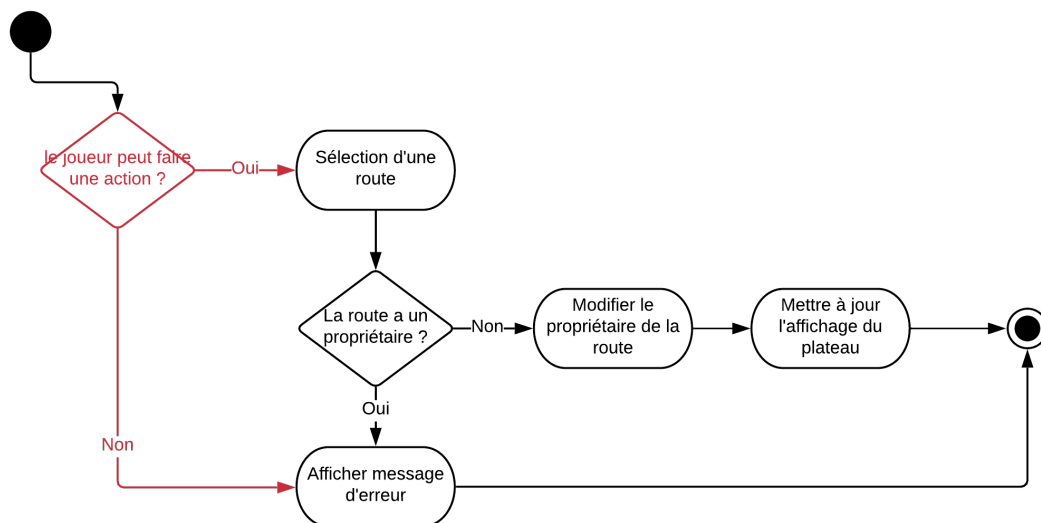 le joueur peut faire
une action ?
Oui
Sélection d'une
route
La route a un
propriétaire ?
Non
Modifier le
propriétaire de la
route
Mettre à jour
l'affichage du
plateau
Oui
Non
Afficher message
d'erreur